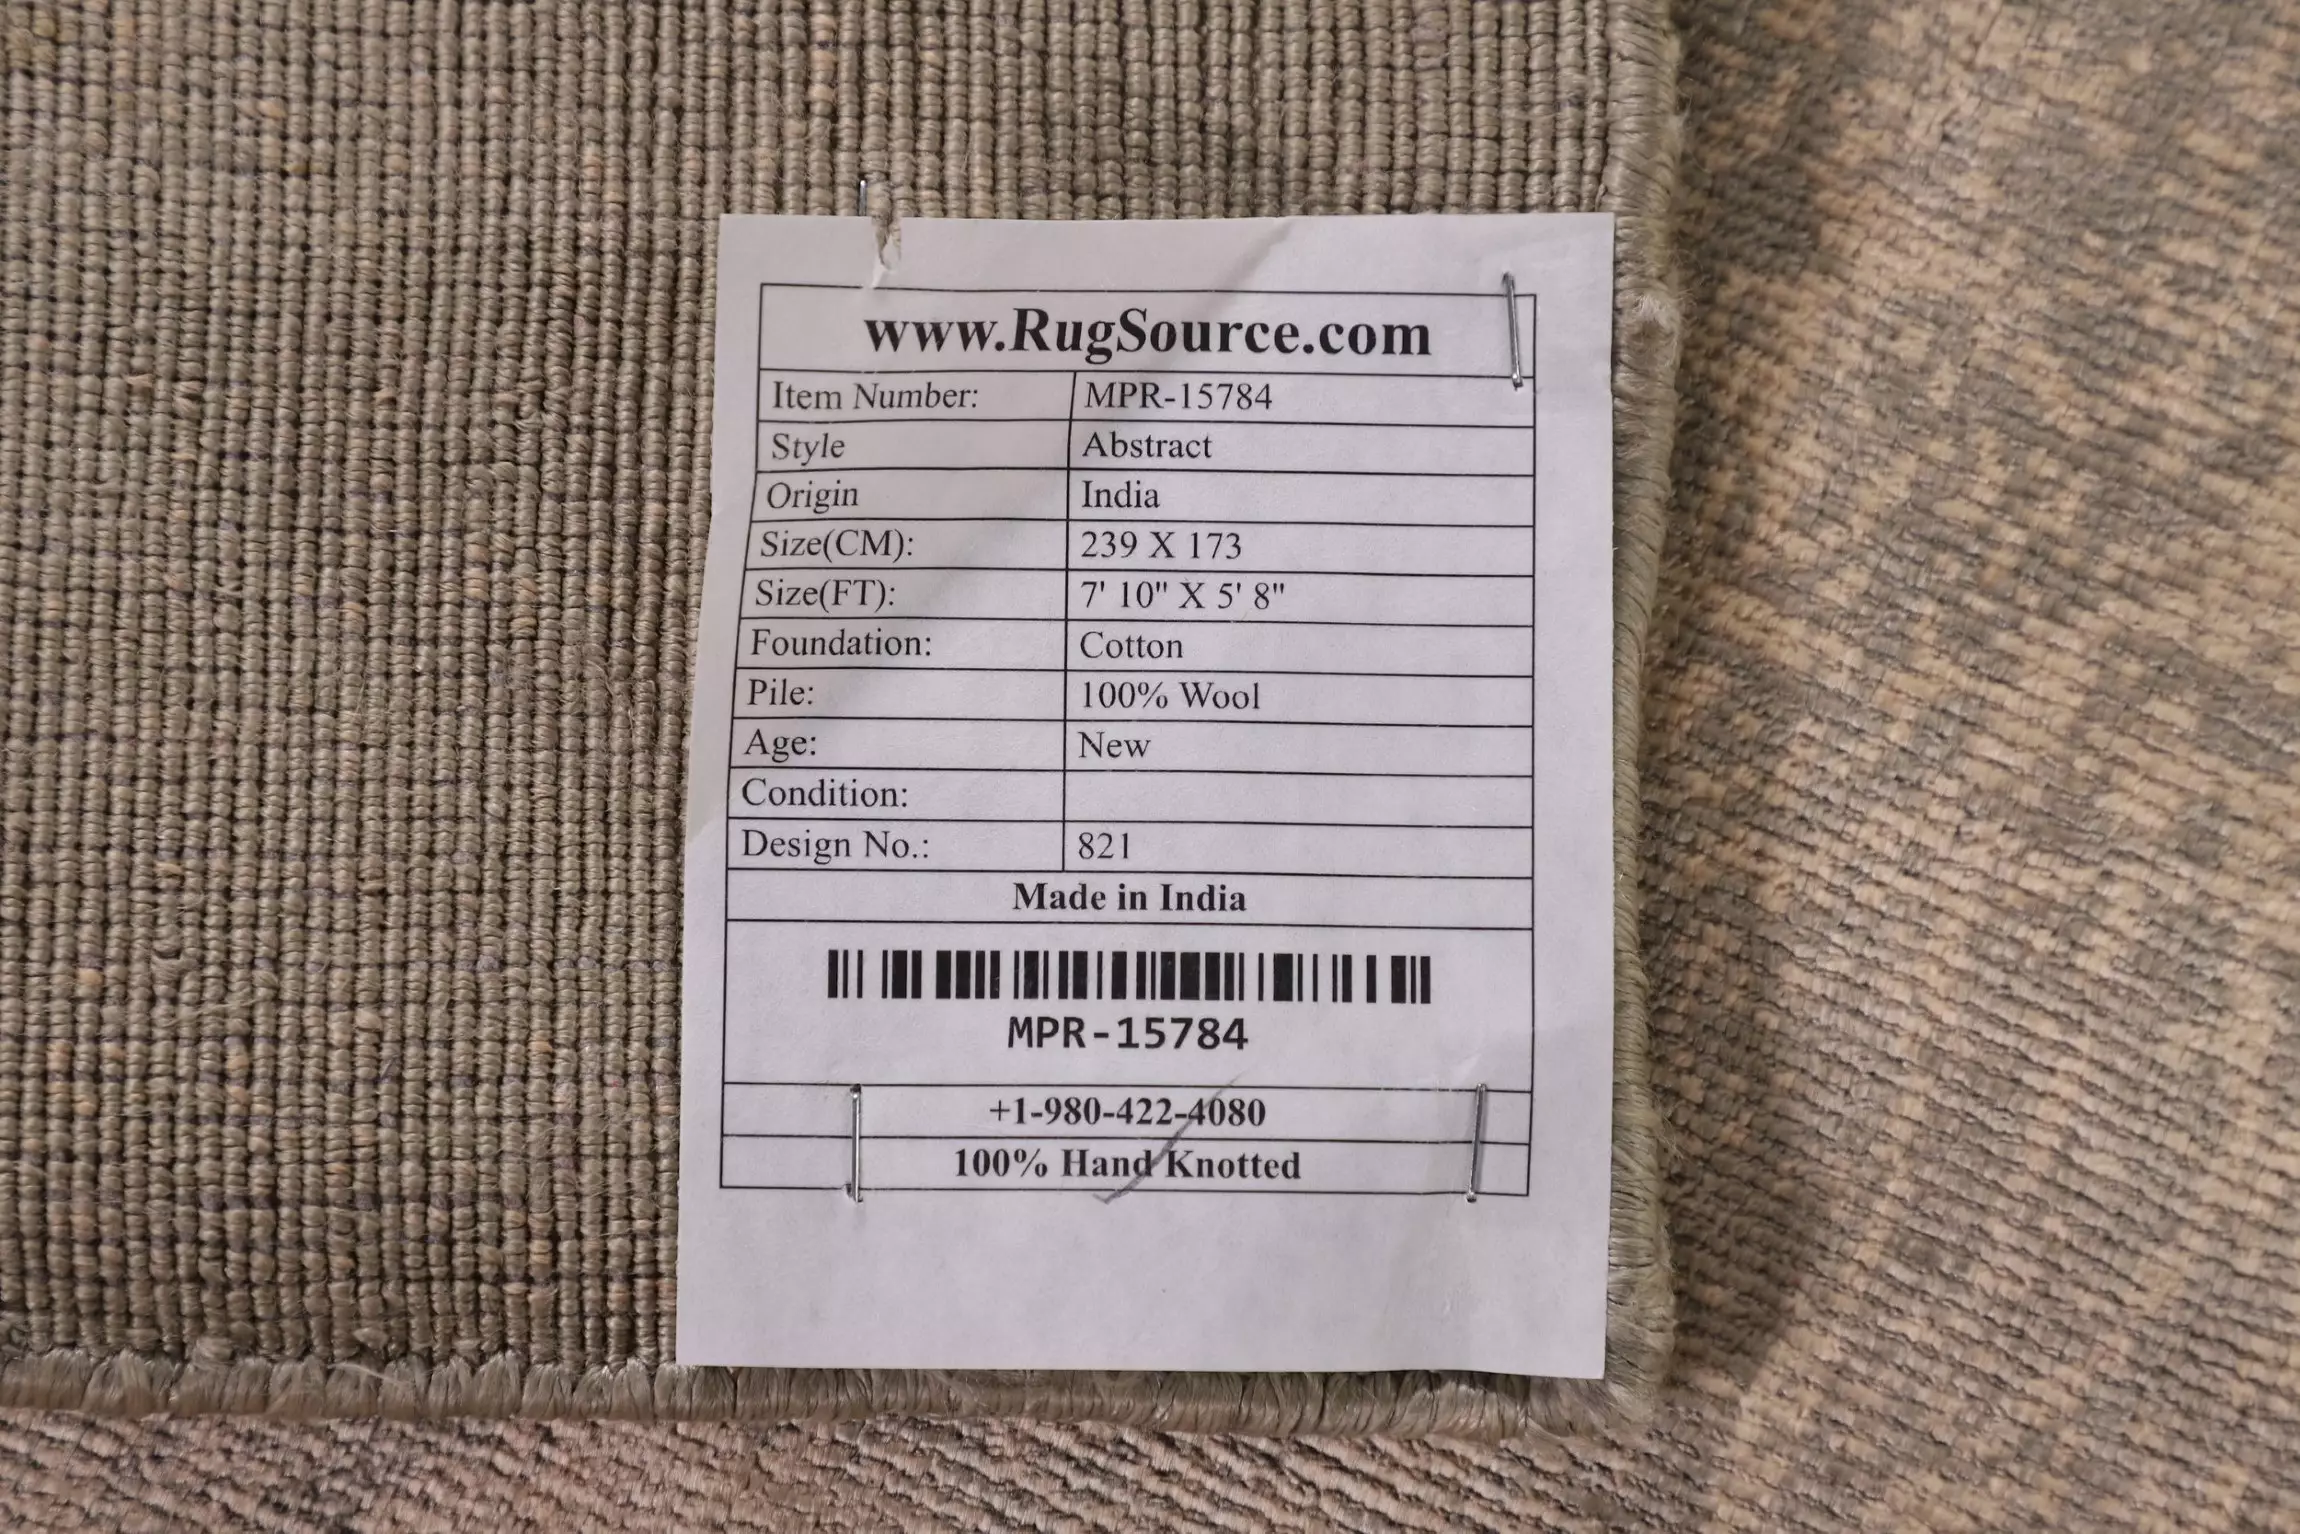 www.RugSource.com
Item Number: MPR-15784
Style Abstract
Origin India
Size(CM): 239 X 173
Size(FT): 7' 10" X 5' 8"
Foundation: Cotton
Pile: 100% Wool
Age: New
Condition:
Design No.: 821
Made in India
MPR-15784
+1-980-422-4080
100% Hand Knotted